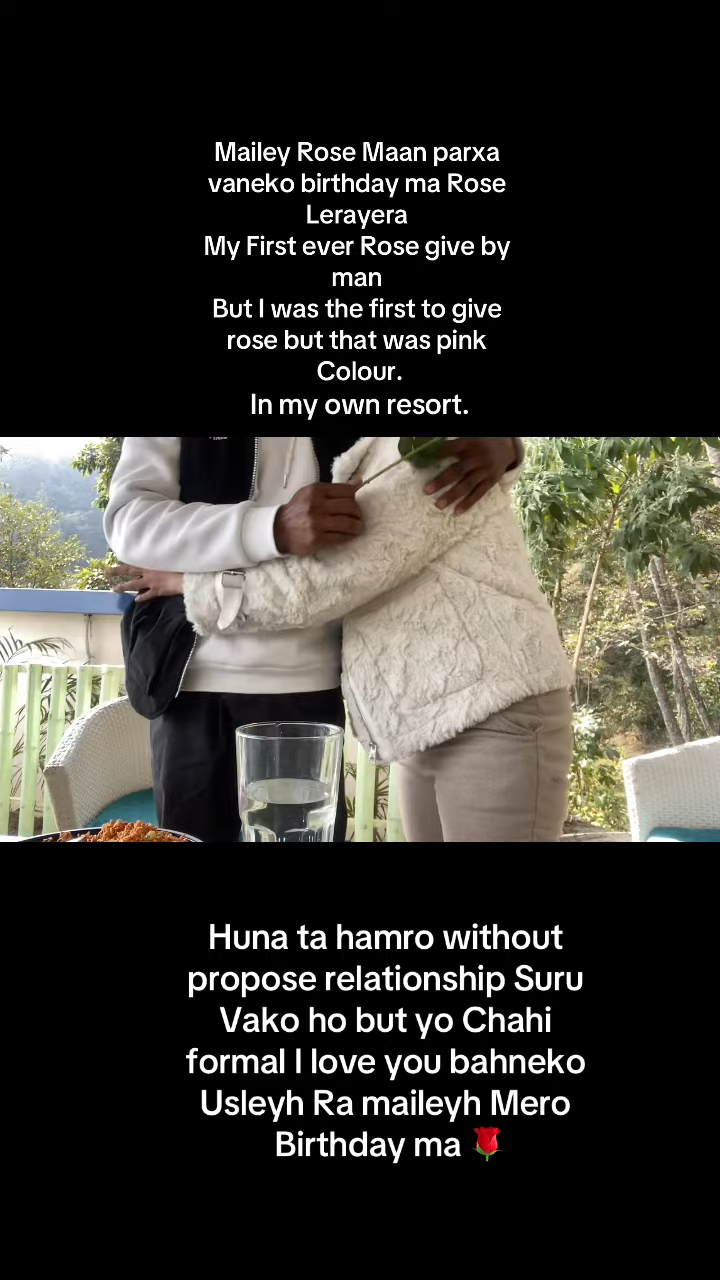 Mailey Rose Maan parxa
vaneko birthday ma Rose
Lerayera
My First ever Rose give by
man
But I was the first to give
rose but that was pink
Colour.
In my own resort.
Huna ta hamro without
propose relationship Suru
Vako ho but yo Chahi
formal I love you bahneko
Usleyh Ra maileyh Mero
Birthday ma 🌹